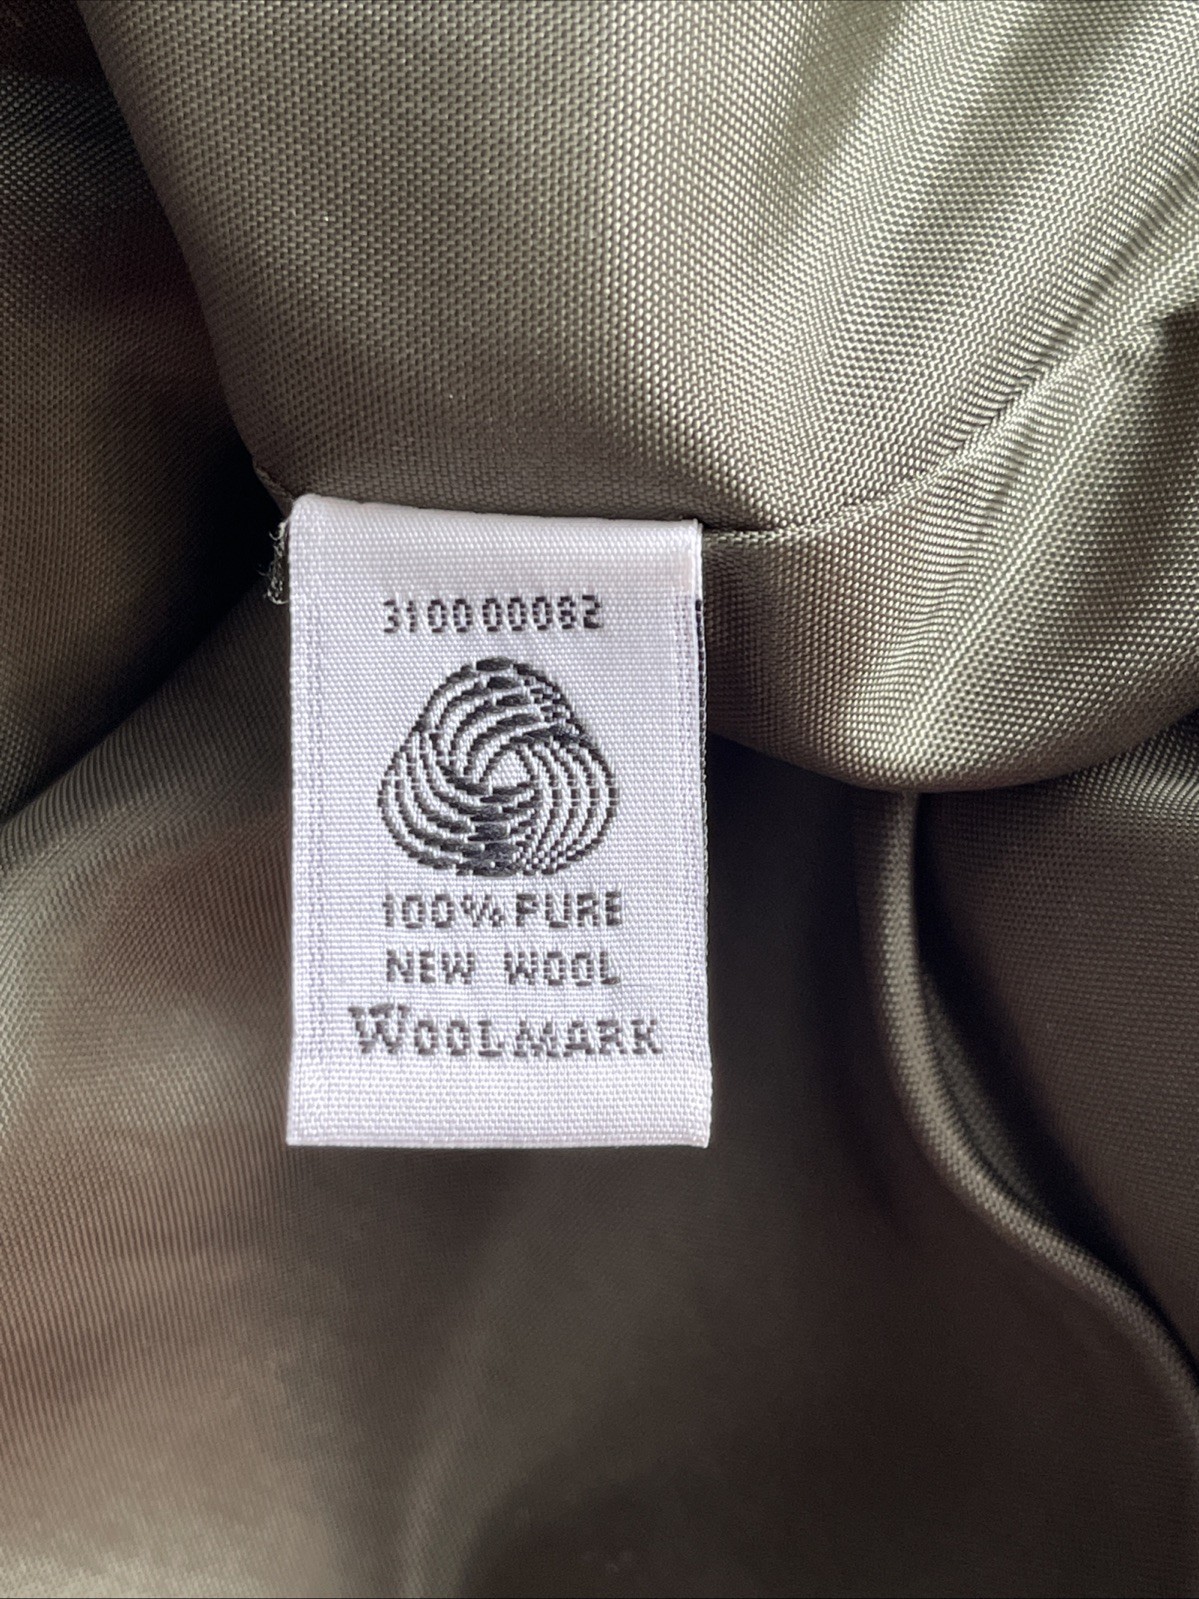 310000082
100% PURE
NEW WOOL
WOOLMARK